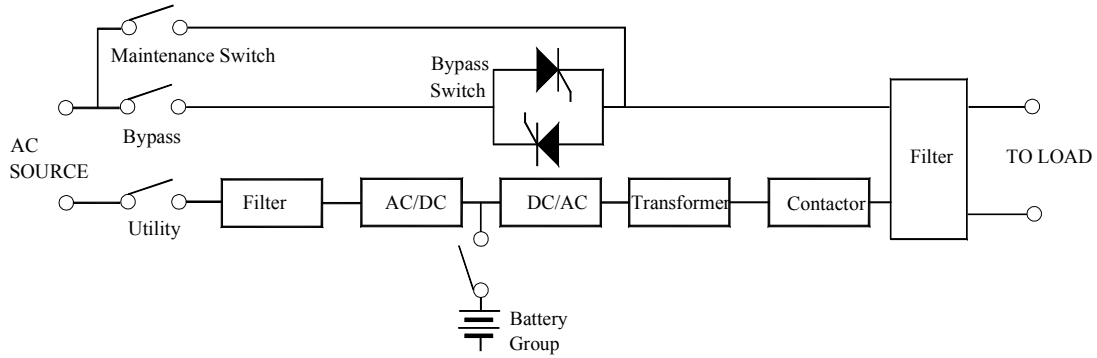 Maintenance Switch
Bypass
Switch
Bypass
AC
SOURCE
Filter
TO LOAD
Utility
Filter
AC/DC
DC/AC
Transformer
Contactor
Battery
Group